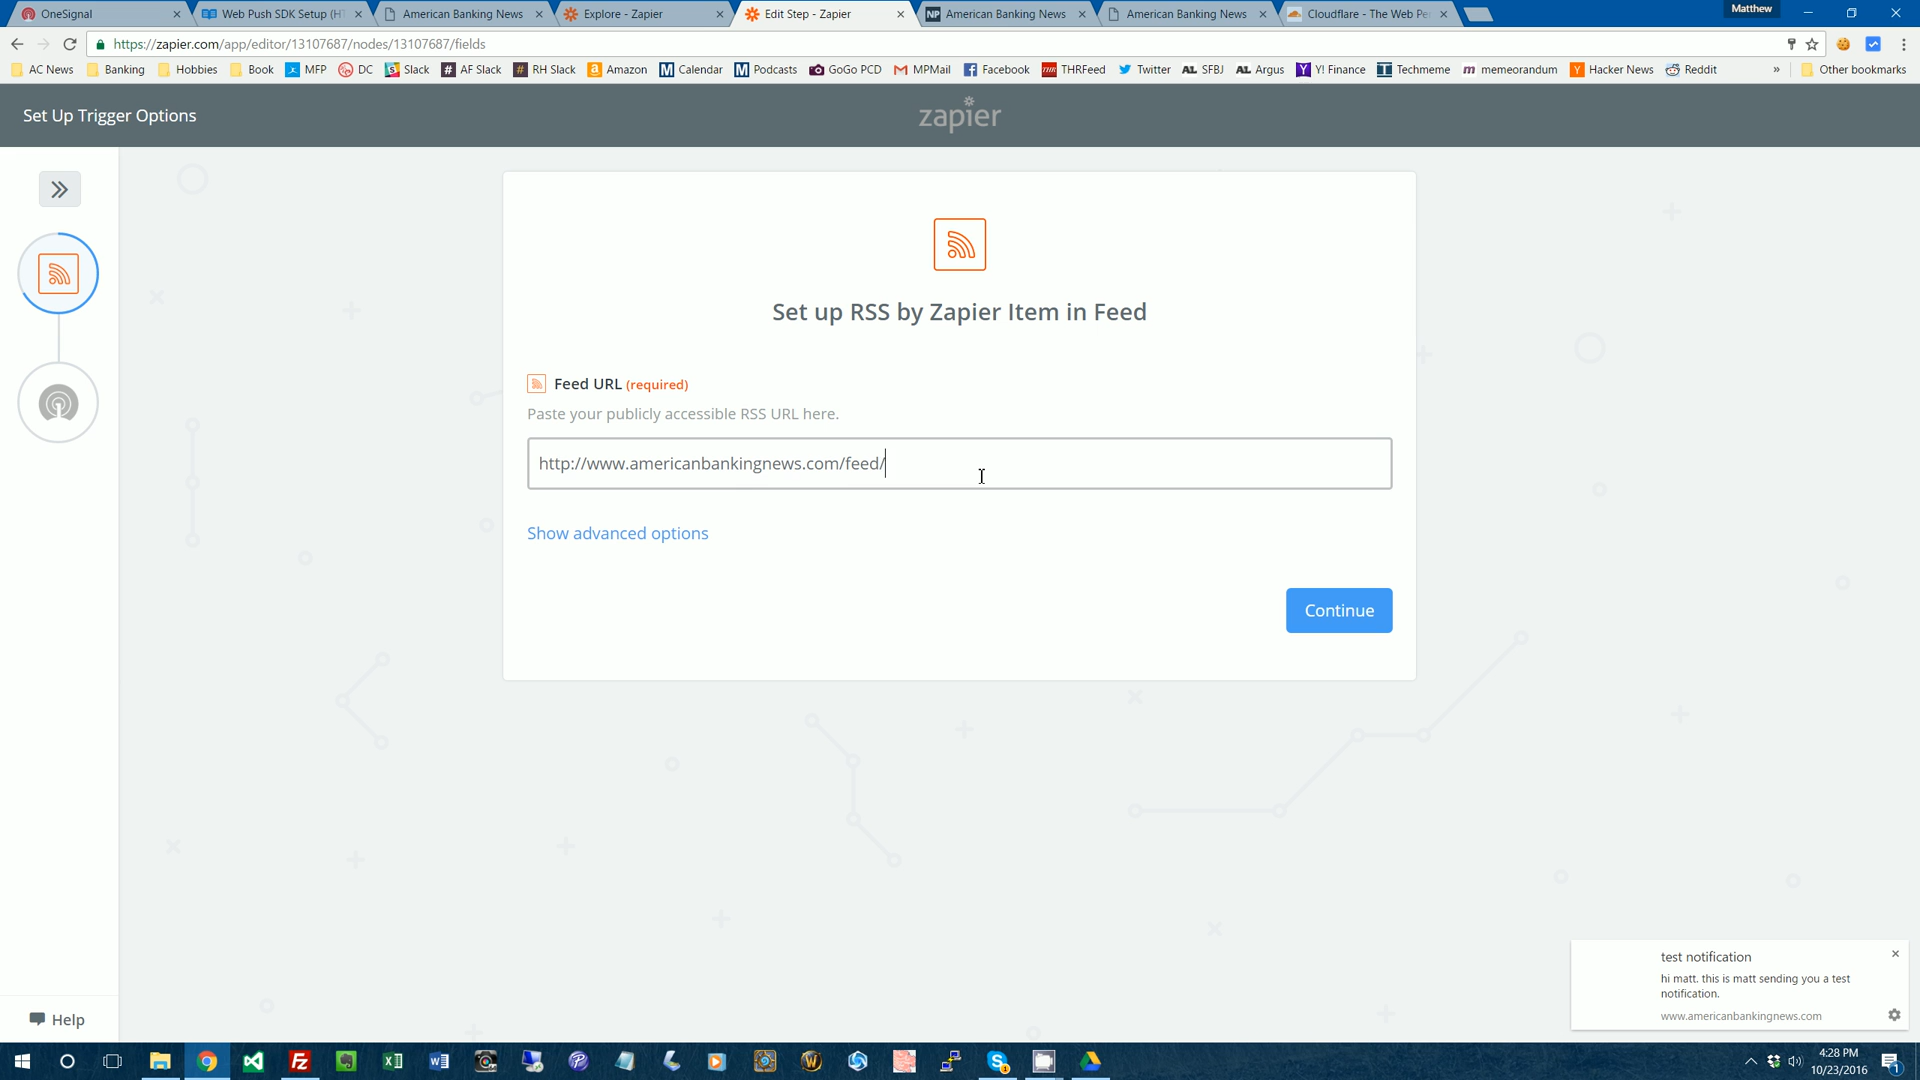 OneSignal
Web Push SDK Setup (HT
American Banking News
Explore - Zapier
Edit Step - Zapier
American Banking News
American Banking News
Cloudflare - The Web Pe
Matthew
https://zapier.com/app/editor/13107687/nodes/13107687/fields
AC News
Banking
Hobbies
Book
MFP
DC
Slack
AF Slack
RH Slack
Amazon
Calendar
Podcasts
GoGo PCD
MPMail
Facebook
THRFeed
Twitter
SFBJ
Argus
Y! Finance
Techmeme
memeorandum
Hacker News
Reddit
»
Other bookmarks
Set Up Trigger Options
zapier
Set up RSS by Zapier Item in Feed
Feed URL (required)
Paste your publicly accessible RSS URL here.
http://www.americanbankingnews.com/feed/
Show advanced options
Continue
test notification
hi matt. this is matt sending you a test
notification.
www.americanbankingnews.com
Help
4:28 PM
10/23/2016